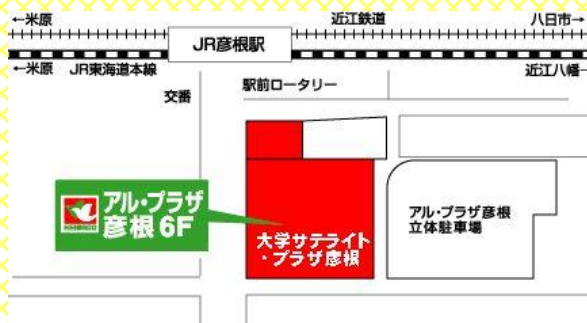 ←米原
近江鉄道
八日市→
JR彦根駅
←米原
JR東海道本線
近江八幡→
交番
駅前ロータリー
アル・プラザ
彦根 6F
大学サテライト
・プラザ彦根
アル・プラザ彦根
立体駐車場